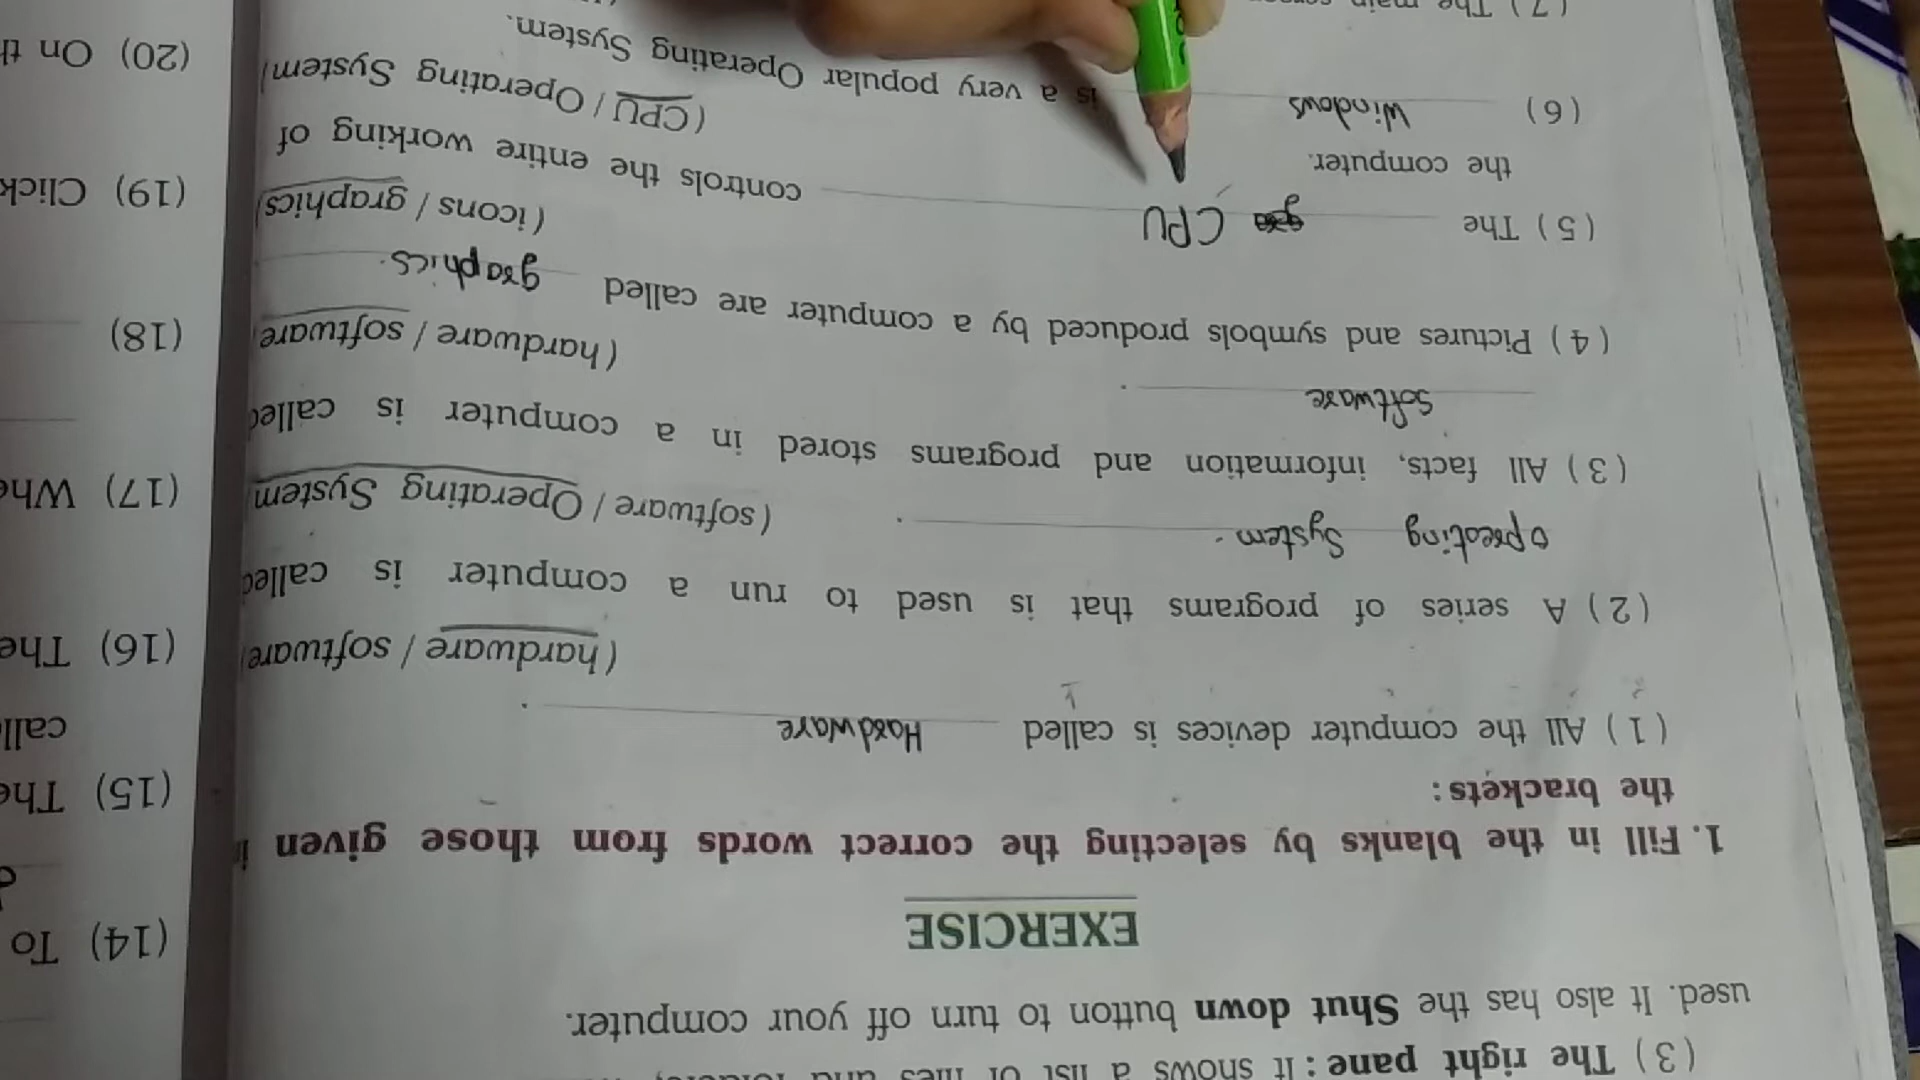 (3) The right pane : It shows a list of files and
used. It also has the Shut down button to turn off your computer.
EXERCISE
1. Fill in the blanks by selecting the correct words from those given
the brackets :
(1) All the computer devices is called Hardware.
(hardware / software)
(2) A series of programs that is used to run a computer is called
Opreating System.
(software / Operating System)
(3) All facts, information and programs stored in a computer is called
Software.
(hardware / software)
(4) Pictures and symbols produced by a computer are called graphics.
(icons / graphics)
(5) The CPU controls the entire working of
the computer.
(CPU / Operating System)
(6) Windows is a very popular Operating System.
(7) The main
(14) To
(15) The
(16) The
(17)
(18)
(19) Click
(20) On